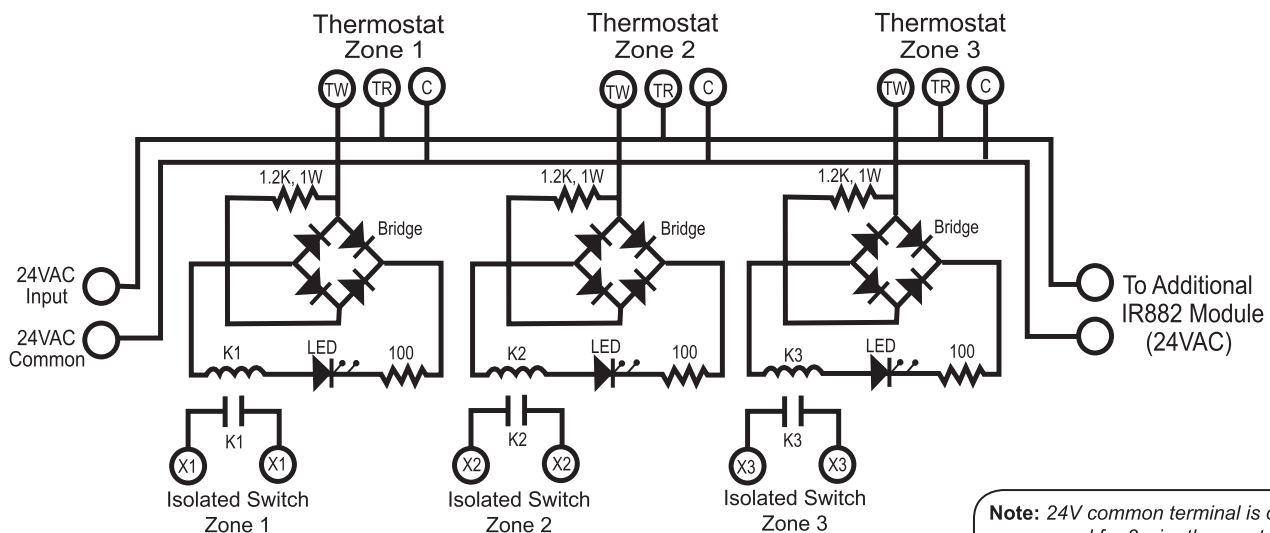 Thermostat
Zone 1
Thermostat
Zone 2
Thermostat
Zone 3
TW TR C
TW TR C
TW TR C
1.2K, 1W
1.2K, 1W
1.2K, 1W
Bridge
Bridge
Bridge
24VAC
Input
24VAC
Common
To Additional
IR882 Module
(24VAC)
K1 LED 100
K2 LED 100
K3 LED 100
K1
K2
K3
X1 X1
X2 X2
X3 X3
Isolated Switch
Zone 1
Isolated Switch
Zone 2
Isolated Switch
Zone 3
Note: 24V common terminal is